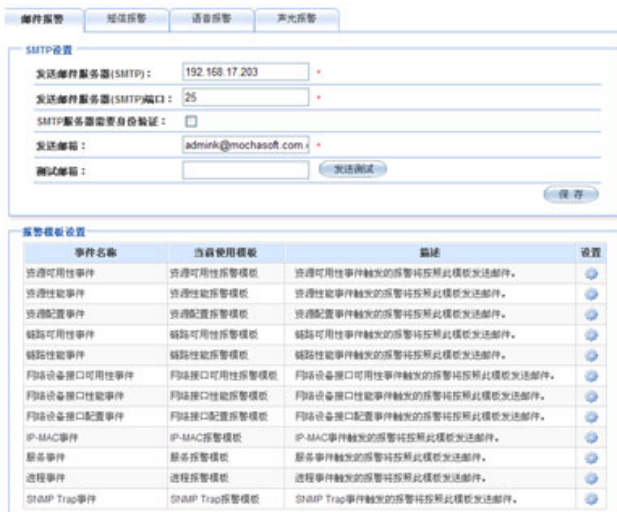 邮件报警 短信报警 语音报警 声光报警
SMTP设置
发送邮件服务器(SMTP)： 192.168.17.203 *
发送邮件服务器(SMTP)端口： 25 *
SMTP服务器需要身份验证：
发送邮箱： admink@mochasoft.com. *
测试邮箱： 发送测试
保存
报警模板设置
事件名称 当前使用模板 描述 设置
资源可用性事件 资源可用性报警模板 资源可用性事件触发的报警将按照此模板发送邮件。
资源性能事件 资源性能报警模板 资源性能事件触发的报警将按照此模板发送邮件。
资源配置事件 资源配置报警模板 资源配置事件触发的报警将按照此模板发送邮件。
链路可用性事件 链路可用性报警模板 链路可用性事件触发的报警将按照此模板发送邮件。
链路性能事件 链路性能报警模板 链路性能事件触发的报警将按照此模板发送邮件。
网络设备接口可用性事件 网络接口可用性报警模板 网络设备接口可用性事件触发的报警将按照此模板发送邮件。
网络设备接口性能事件 网络接口性能报警模板 网络设备接口性能事件触发的报警将按照此模板发送邮件。
网络设备接口配置事件 网络接口配置报警模板 网络设备接口配置事件触发的报警将按照此模板发送邮件。
IP-MAC事件 IP-MAC报警模板 IP-MAC事件触发的报警将按照此模板发送邮件。
服务事件 服务报警模板 服务事件触发的报警将按照此模板发送邮件。
进程事件 进程报警模板 进程事件触发的报警将按照此模板发送邮件。
SNMP Trap事件 SNMP Trap报警模板 SNMP Trap事件触发的报警将按照此模板发送邮件。